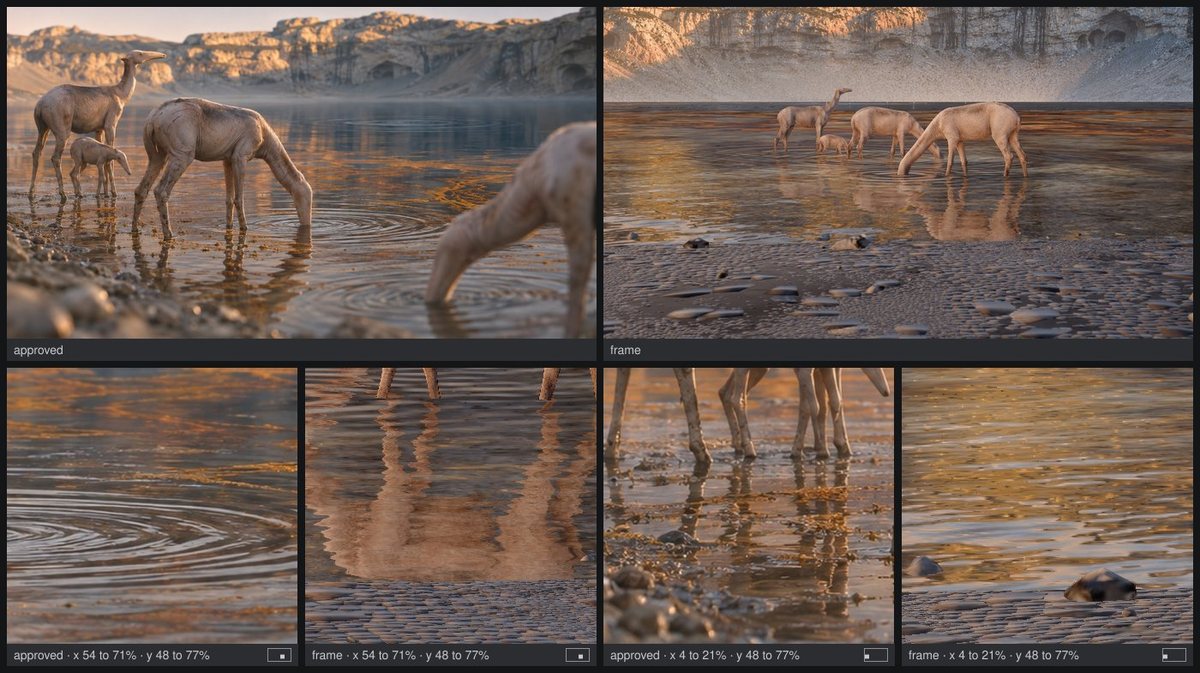 approved
frame
approved · x 54 to 71% · y 48 to 77%
frame · x 54 to 71% · y 48 to 77%
approved · x 4 to 21% · y 48 to 77%
frame · x 4 to 21% · y 48 to 77%